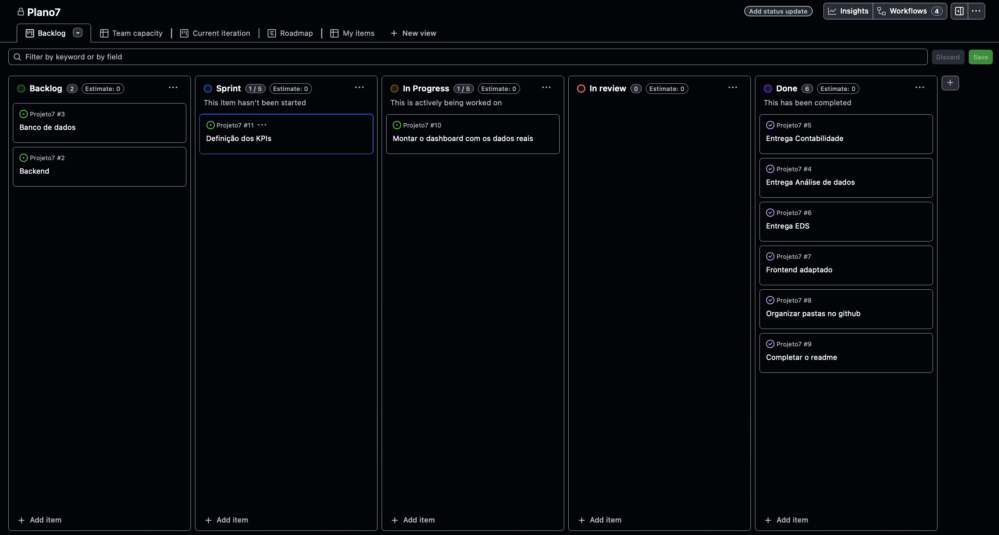 Plano7
Add status update
Insights
Workflows 4
Backlog
Team capacity
Current iteration
Roadmap
My items
New view
Filter by keyword or by field
Discard
Save
Backlog 2 Estimate: 0
Projeto7 #3
Banco de dados
Projeto7 #2
Backend
Add item
Sprint 1 / 5 Estimate: 0
This item hasn't been started
Projeto7 #11
Definição dos KPIs
Add item
In Progress 1 / 5 Estimate: 0
This is actively being worked on
Projeto7 #10
Montar o dashboard com os dados reais
Add item
In review 0 Estimate: 0
Add item
Done 6 Estimate: 0
This has been completed
Projeto7 #5
Entrega Contabilidade
Projeto7 #4
Entrega Análise de dados
Projeto7 #6
Entrega EDS
Projeto7 #7
Frontend adaptado
Projeto7 #8
Organizar pastas no github
Projeto7 #9
Completar o readme
Add item